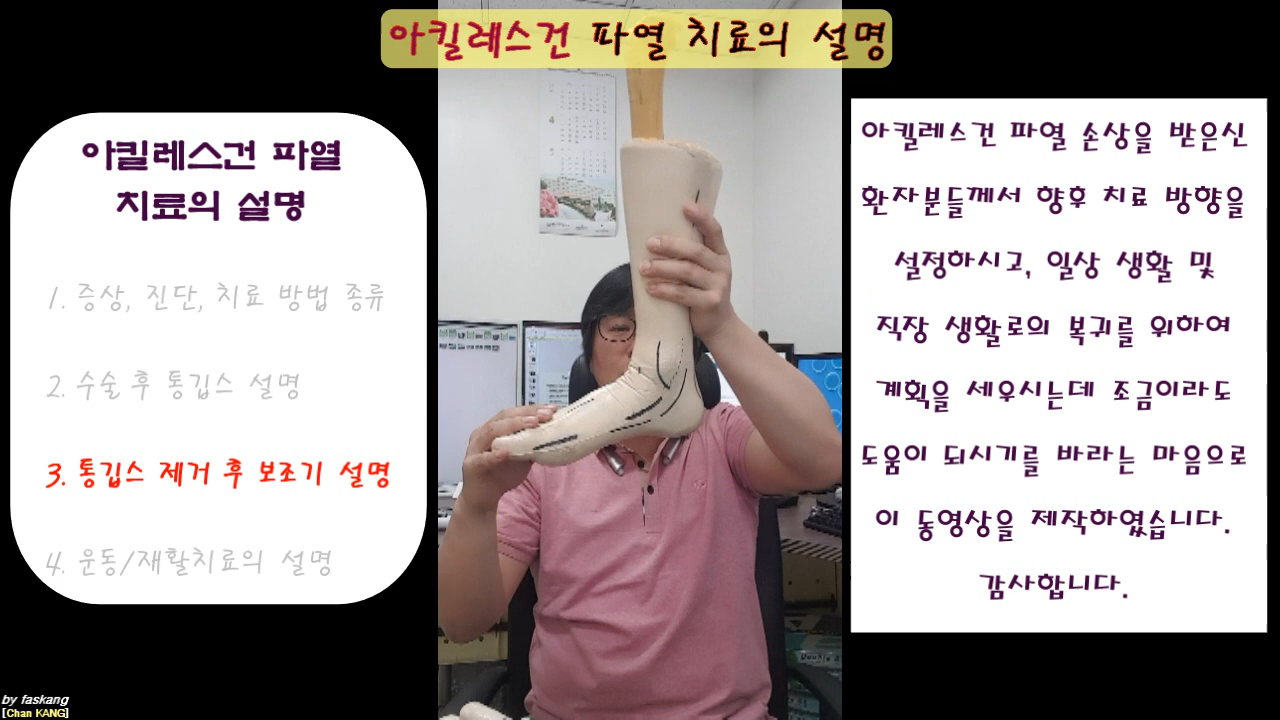 아킬레스건 파열 치료의 설명
아킬레스건 파열
치료의 설명
1. 증상, 진단, 치료 방법 종류
2. 수술 후 통깁스 설명
3. 통깁스 제거 후 보조기 설명
4. 운동/재활치료의 설명
아킬레스건 파열 손상을 받은신
환자분들께서 향후 치료 방향을
설정하시고, 일상 생활 및
직장 생활로의 복귀를 위하여
계획을 세우시는데 조금이라도
도움이 되시기를 바라는 마음으로
이 동영상을 제작하였습니다.
감사합니다.
by faskang
[Chan KANG]